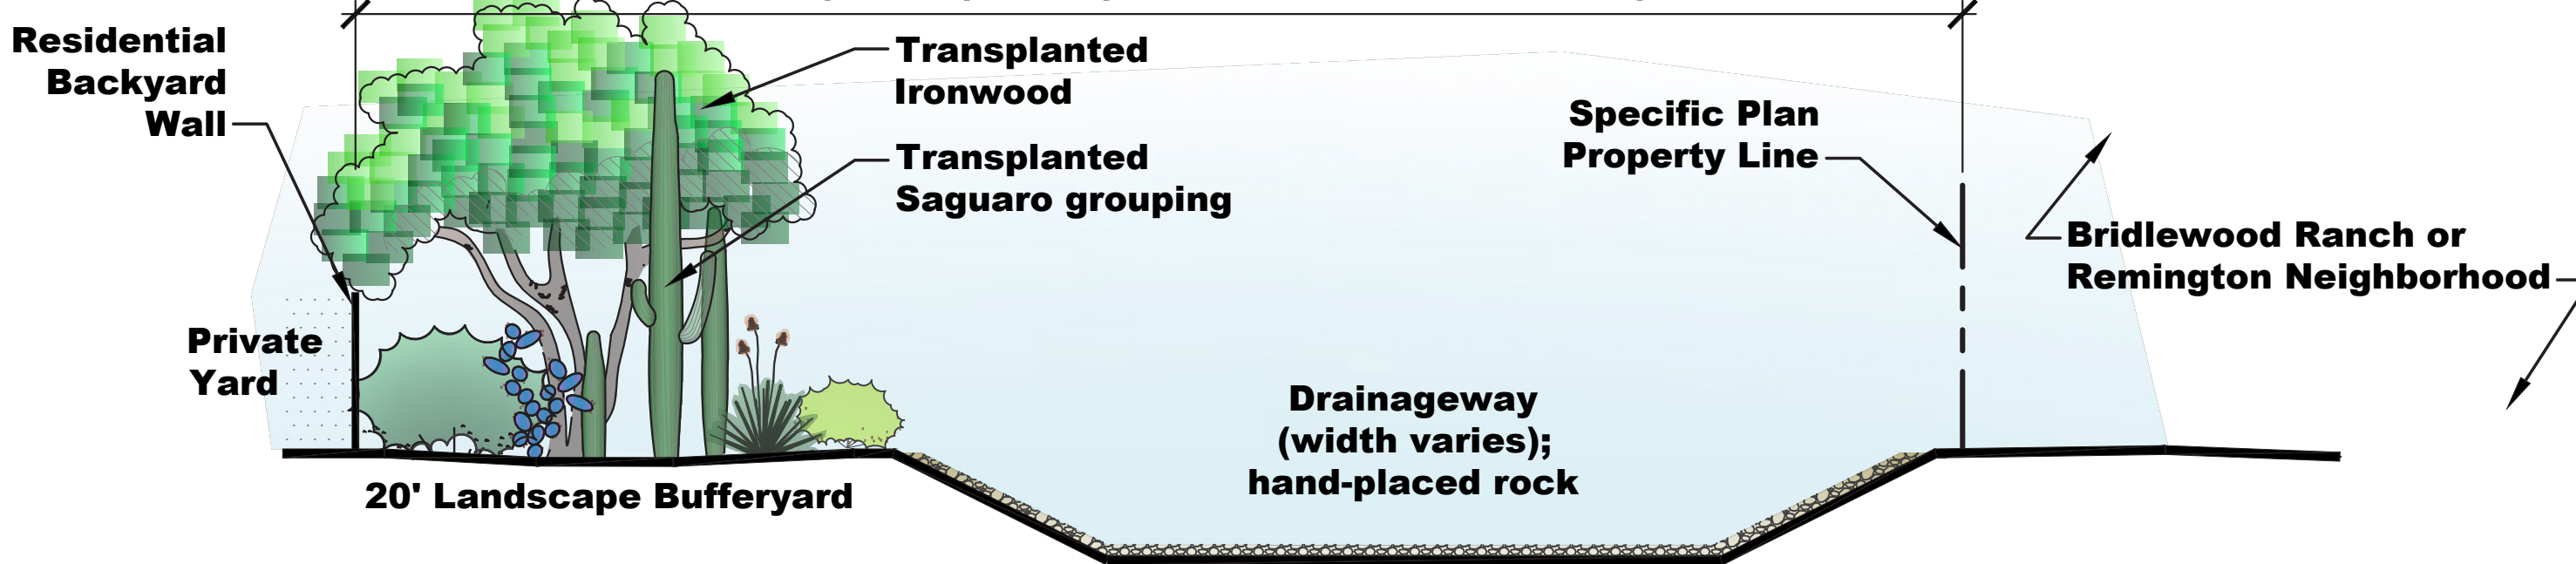 Residential
Backyard
Wall
Transplanted
Ironwood
Transplanted
Saguaro grouping
Specific Plan
Property Line
Bridlewood Ranch or
Remington Neighborhood
Private
Yard
Drainageway
(width varies);
hand-placed rock
20' Landscape Bufferyard